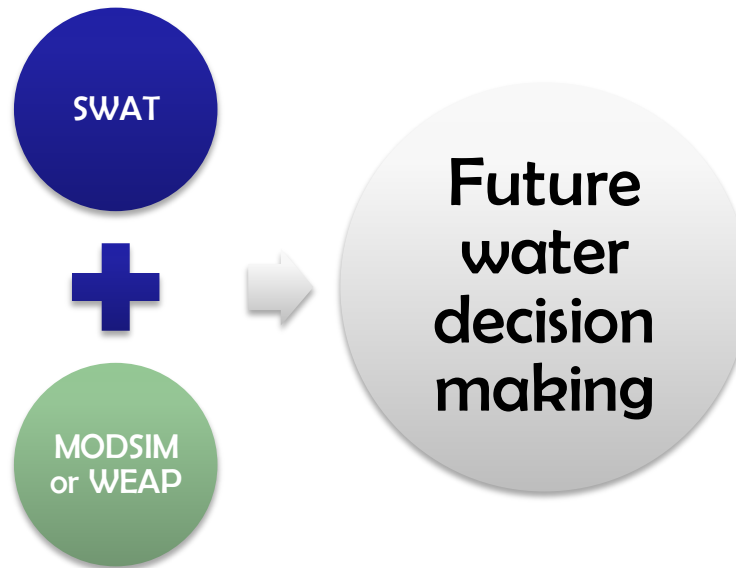 SWAT
MODSIM
or WEAP
Future
water
decision
making